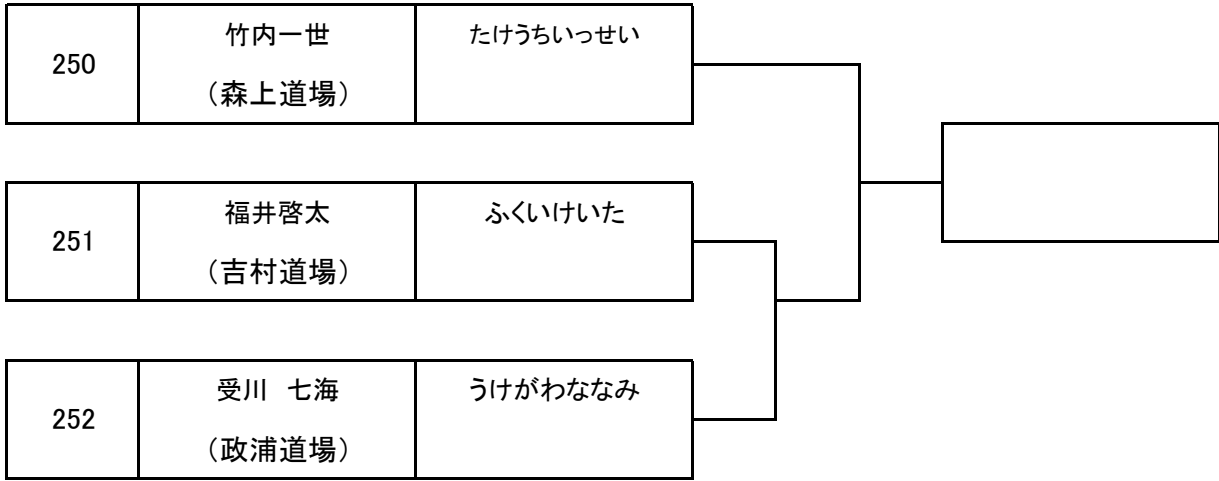 250
竹内一世
（森上道場）
たけうちいっせい
251
福井啓太
（吉村道場）
ふくいけいた
252
受川　七海
（政浦道場）
うけがわななみ